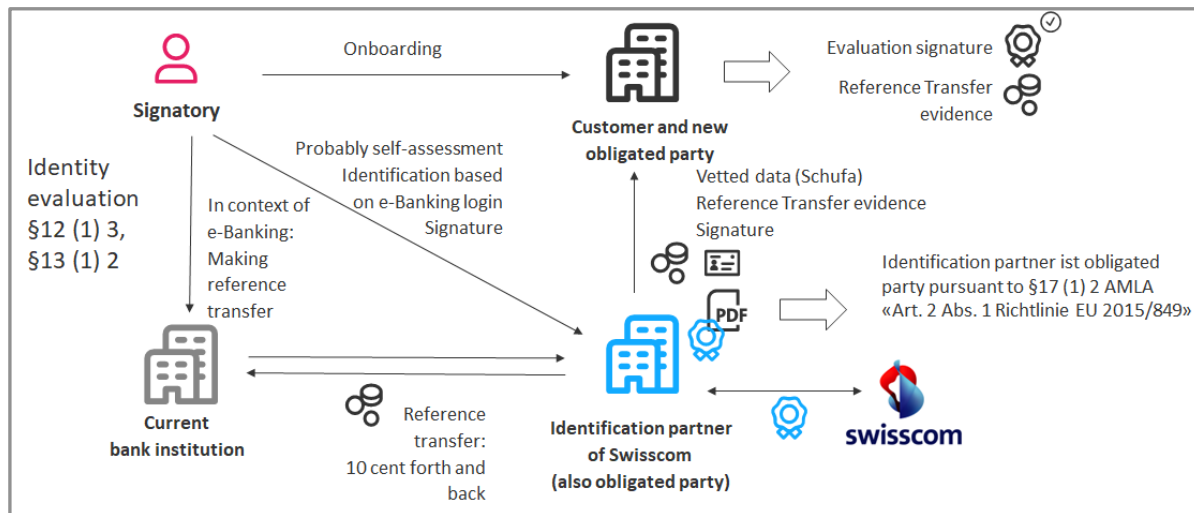 Onboarding
Signatory
Customer and new
obligated party
Evaluation signature
Reference Transfer
evidence
Identity
evaluation
§12 (1) 3,
§13 (1) 2
Probably self-assessment
Identification based
on e-Banking login
Signature
In context of
e-Banking:
Making
reference
transfer
Vetted data (Schufa)
Reference Transfer evidence
Signature
PDF
Identification partner ist obligated
party pursuant to §17 (1) 2 AMLA
«Art. 2 Abs. 1 Richtlinie EU 2015/849»
Current
bank institution
Reference
transfer:
10 cent forth and
back
Identification partner
of Swisscom
(also obligated party)
swisscom